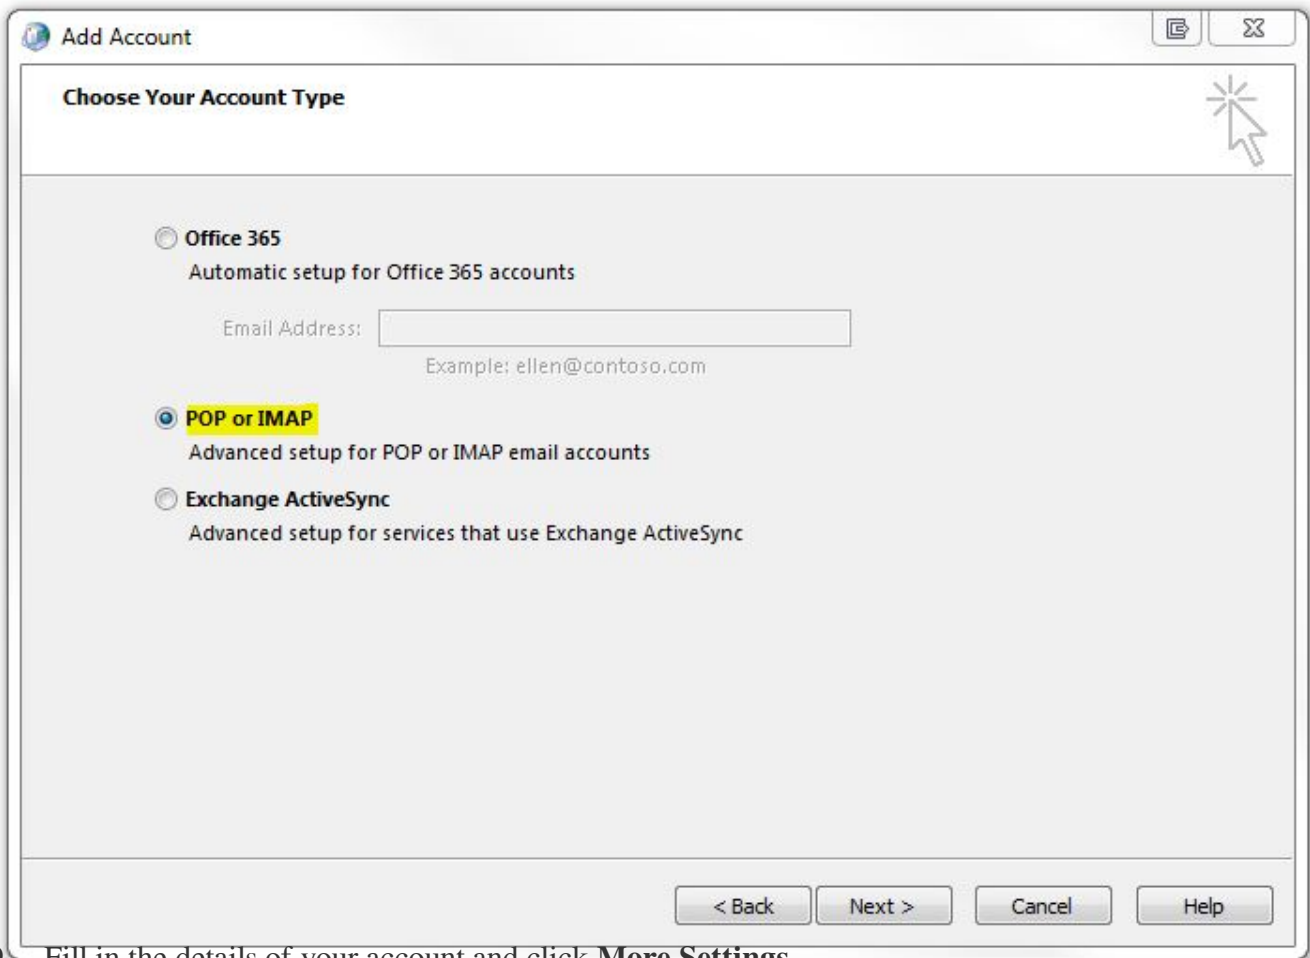 Add Account
Choose Your Account Type
Office 365
Automatic setup for Office 365 accounts
Email Address:
Example: ellen@contoso.com
POP or IMAP
Advanced setup for POP or IMAP email accounts
Exchange ActiveSync
Advanced setup for services that use Exchange ActiveSync
< Back Next > Cancel Help
Fill in the details of your account and click More Settings